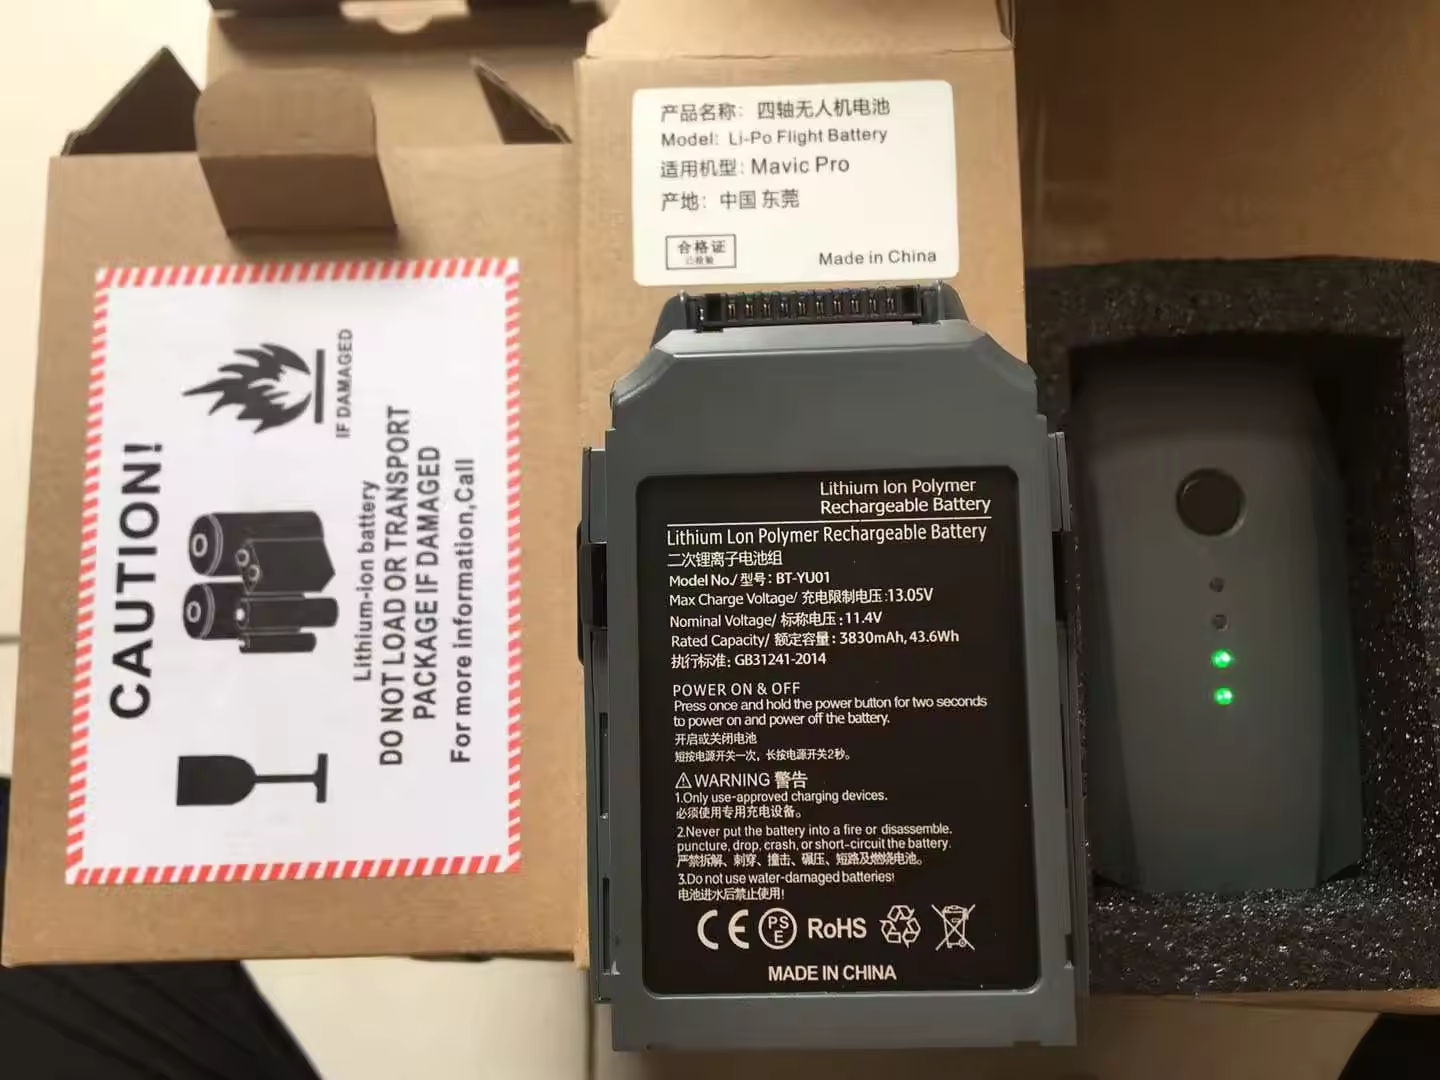 产品名称：四轴无人机电池
Model: Li-Po Flight Battery
适用机型：Mavic Pro
产地：中国 东莞
合格证
已检验
Made in China
CAUTION!
IF DAMAGED
Lithium-ion battery
DO NOT LOAD OR TRANSPORT
PACKAGE IF DAMAGED
For more information,Call
Lithium Ion Polymer
Rechargeable Battery
Lithium Lon Polymer Rechargeable Battery
二次锂离子电池组
Model No./ 型号: BT-YU01
Max Charge Voltage/ 充电限制电压:13.05V
Nominal Voltage/ 标称电压:11.4V
Rated Capacity/ 额定容量: 3830mAh, 43.6Wh
执行标准: GB31241-2014
POWER ON & OFF
Press once and hold the power button for two seconds
to power on and power off the battery.
开启或关闭电池
短按电源开关一次，长按电源开关2秒。
WARNING 警告
1.Only use-approved charging devices.
必须使用专用充电设备。
2.Never put the battery into a fire or disassemble.
puncture, drop, crash, or short-circuit the battery.
严禁拆解、刺穿、撞击、碾压、短路及燃烧电池。
3.Do not use water-damaged batteries!
电池进水后禁止使用!
CE PSE RoHS
MADE IN CHINA